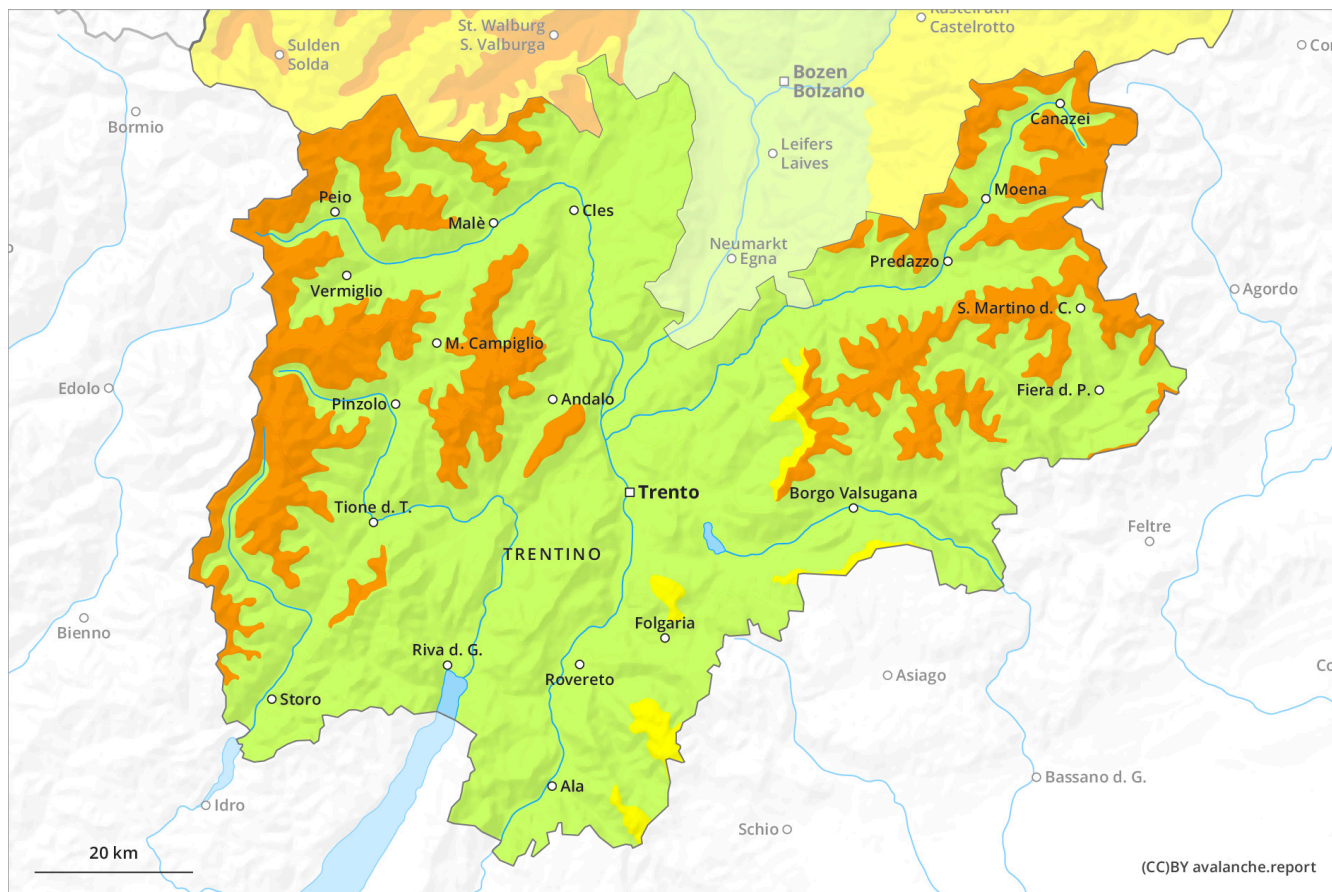 Kastelruth
Castelrotto
St. Walburg
S. Valburga
Sulden
Solda
Bozen
Bolzano
Bormio
Canazei
Leifers
Laives
Moena
Peio
Malè
Cles
Neumarkt
Egna
Predazzo
Vermiglio
Agordo
S. Martino d. C.
M. Campiglio
Edolo
Fiera d. P.
Pinzolo
Andalo
Trento
Borgo Valsugana
Tione d. T.
Feltre
TRENTINO
Bienno
Folgaria
Riva d. G.
Rovereto
Asiago
Storo
Bassano d. G.
Ala
Idro
Schio
20 km
(CC)BY avalanche.report